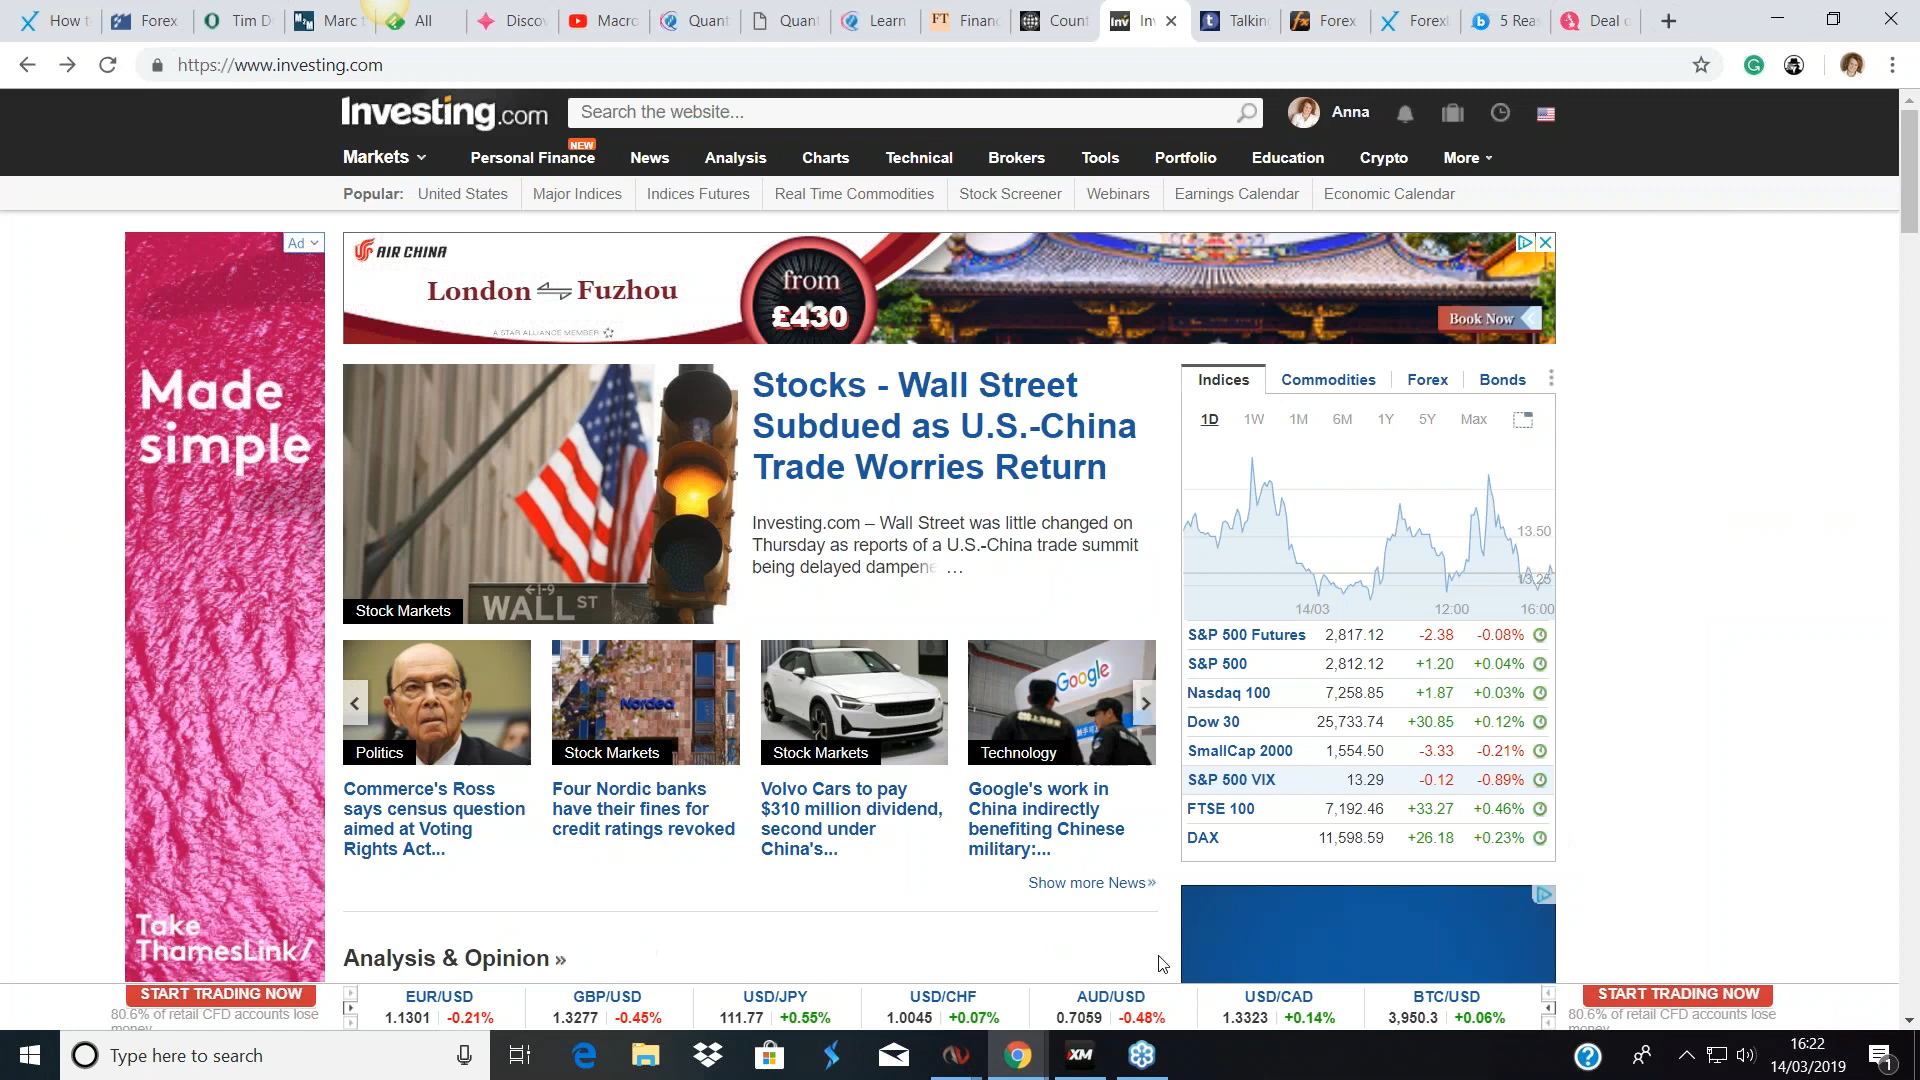 How t
Forex
Tim D
Marc t
All
Discov
Macro
Quant
Quant
Learn
FT Financ
Count
Inv
In
Talking
Forex
Forexl
5 Rea
Deal o
https://www.investing.com
Investing.com
Search the website...
Anna
Markets
Personal Finance
NEW
News
Analysis
Charts
Technical
Brokers
Tools
Portfolio
Education
Crypto
More
Popular:
United States
Major Indices
Indices Futures
Real Time Commodities
Stock Screener
Webinars
Earnings Calendar
Economic Calendar
Ad
Made
simple
Take
ThamesLink/
AIR CHINA
London Fuzhou
A STAR ALLIANCE MEMBER
from
£430
Book Now
WALL ST
Stock Markets
Stocks - Wall Street
Subdued as U.S.-China
Trade Worries Return
Investing.com – Wall Street was little changed on
Thursday as reports of a U.S.-China trade summit
being delayed dampene ...
Politics
Commerce's Ross
says census question
aimed at Voting
Rights Act...
Nordea
Stock Markets
Four Nordic banks
have their fines for
credit ratings revoked
Stock Markets
Volvo Cars to pay
$310 million dividend,
second under
China's...
Google
Technology
Google's work in
China indirectly
benefiting Chinese
military:...
Show more News»
Analysis & Opinion »
Indices
Commodities
Forex
Bonds
1D 1W 1M 6M 1Y 5Y Max
13.50
13.25
14/03 12:00 16:00
S&P 500 Futures 2,817.12 -2.38 -0.08%
S&P 500 2,812.12 +1.20 +0.04%
Nasdaq 100 7,258.85 +1.87 +0.03%
Dow 30 25,733.74 +30.85 +0.12%
SmallCap 2000 1,554.50 -3.33 -0.21%
S&P 500 VIX 13.29 -0.12 -0.89%
FTSE 100 7,192.46 +33.27 +0.46%
DAX 11,598.59 +26.18 +0.23%
START TRADING NOW
80.6% of retail CFD accounts lose
money
EUR/USD
1.1301 -0.21%
GBP/USD
1.3277 -0.45%
USD/JPY
111.77 +0.55%
USD/CHF
1.0045 +0.07%
AUD/USD
0.7059 -0.48%
USD/CAD
1.3323 +0.14%
BTC/USD
3,950.3 +0.06%
START TRADING NOW
80.6% of retail CFD accounts lose
money
Type here to search
XM
16:22
14/03/2019
1